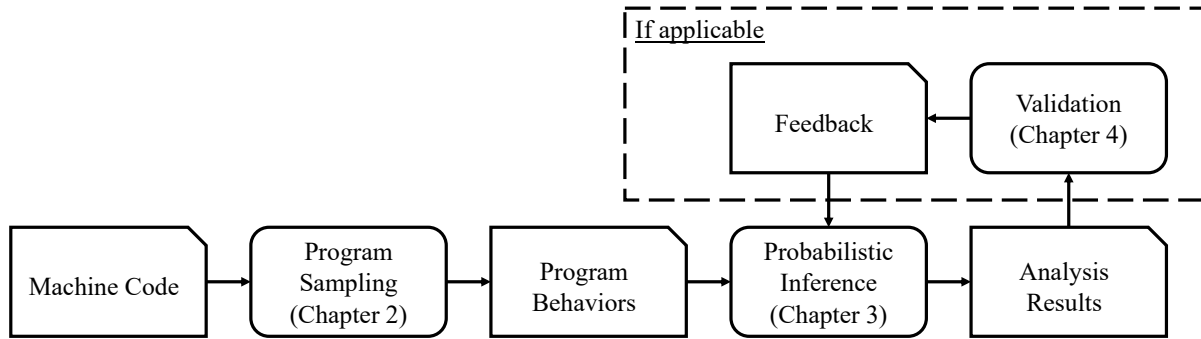 If applicable
Feedback
Validation
(Chapter 4)
Machine Code
Program
Sampling
(Chapter 2)
Program
Behaviors
Probabilistic
Inference
(Chapter 3)
Analysis
Results